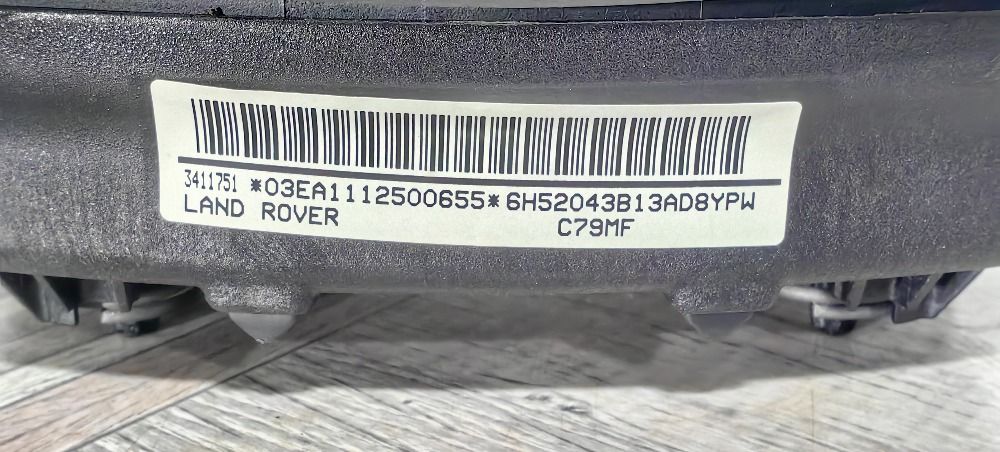 3411751 *03EA1112500655*6H52043B13AD8YPW
LAND ROVER C79MF